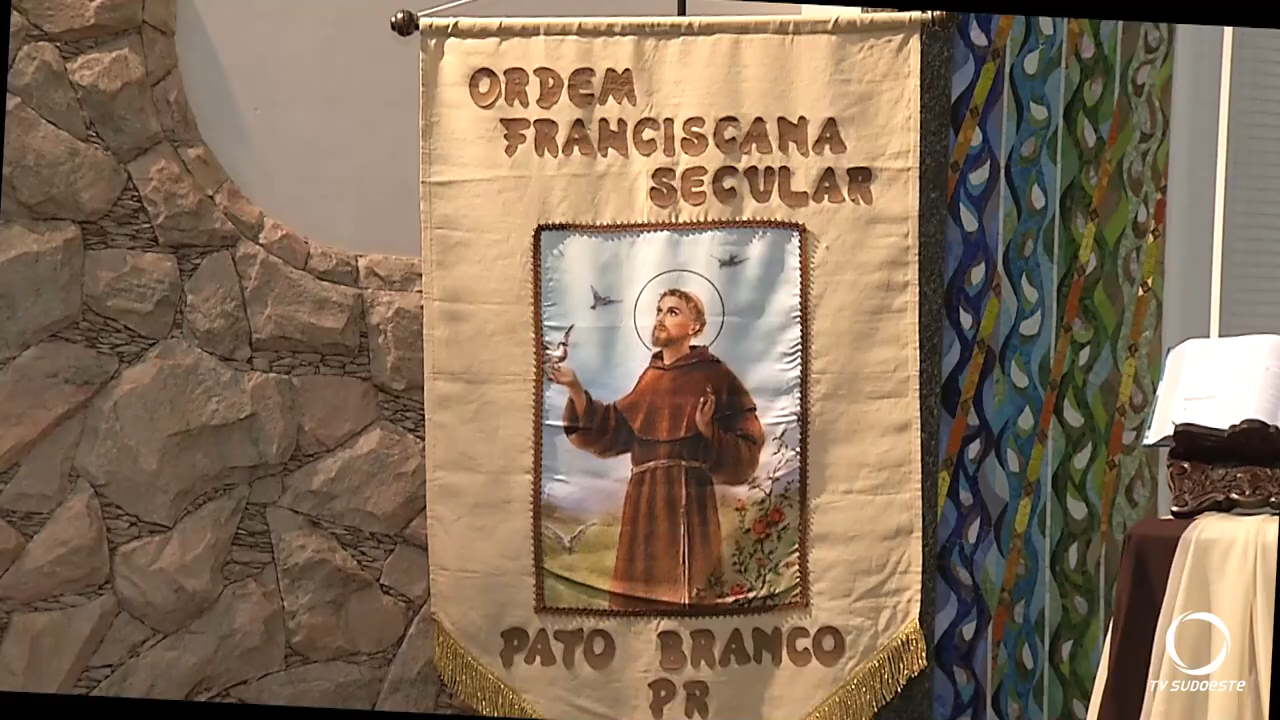 ORDEM
FRANCISCANA
SECULAR
PATO BRANCO
PR
TV SUDOESTE